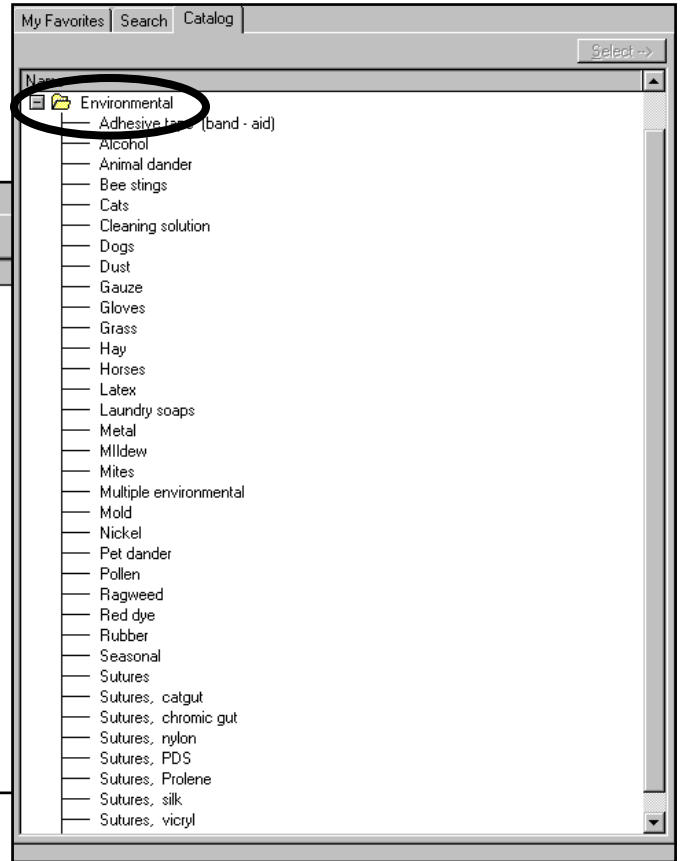 My Favorites Search Catalog
Select -->
Environmental
Adhesive tape (band - aid)
Alcohol
Animal dander
Bee stings
Cats
Cleaning solution
Dogs
Dust
Gauze
Gloves
Grass
Hay
Horses
Latex
Laundry soaps
Metal
MIldew
Mites
Multiple environmental
Mold
Nickel
Pet dander
Pollen
Ragweed
Red dye
Rubber
Seasonal
Sutures
Sutures, catgut
Sutures, chromic gut
Sutures, nylon
Sutures, PDS
Sutures, Prolene
Sutures, silk
Sutures, vicryl